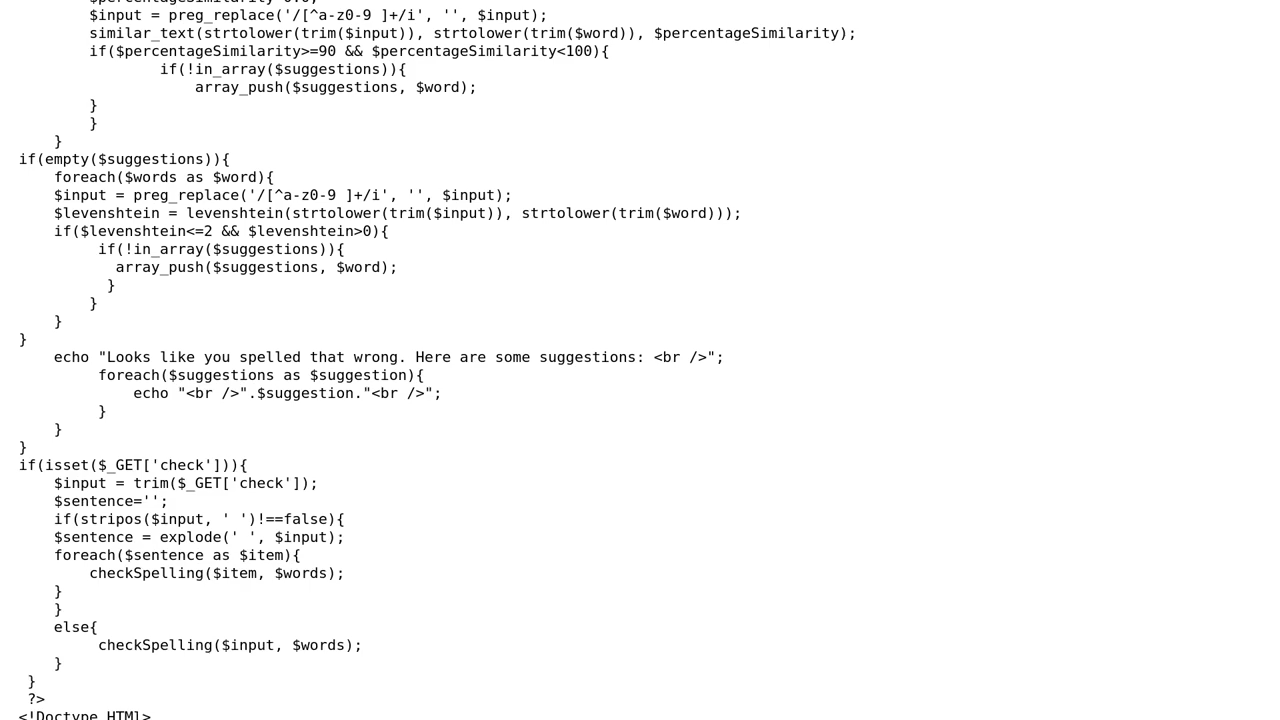 $input = preg_replace('/[^a-z0-9 ]+/i', '', $input);
similar_text(strtolower(trim($input)), strtolower(trim($word)), $percentageSimilarity);
if($percentageSimilarity>=90 && $percentageSimilarity<100){
if(!in_array($suggestions)){
array_push($suggestions, $word);
}
}
}
if(empty($suggestions)){
foreach($words as $word){
$input = preg_replace('/[^a-z0-9 ]+/i', '', $input);
$levenshtein = levenshtein(strtolower(trim($input)), strtolower(trim($word)));
if($levenshtein<=2 && $levenshtein>0){
if(!in_array($suggestions)){
array_push($suggestions, $word);
}
}
}
}
echo "Looks like you spelled that wrong. Here are some suggestions: <br />";
foreach($suggestions as $suggestion){
echo "<br />".$suggestion."<br />";
}
}
}
if(isset($_GET['check'])){
$input = trim($_GET['check']);
$sentence='';
if(stripos($input, ' ')!==false){
$sentence = explode(' ', $input);
foreach($sentence as $item){
checkSpelling($item, $words);
}
}
else{
checkSpelling($input, $words);
}
}
?>
<!Doctype HTMl>